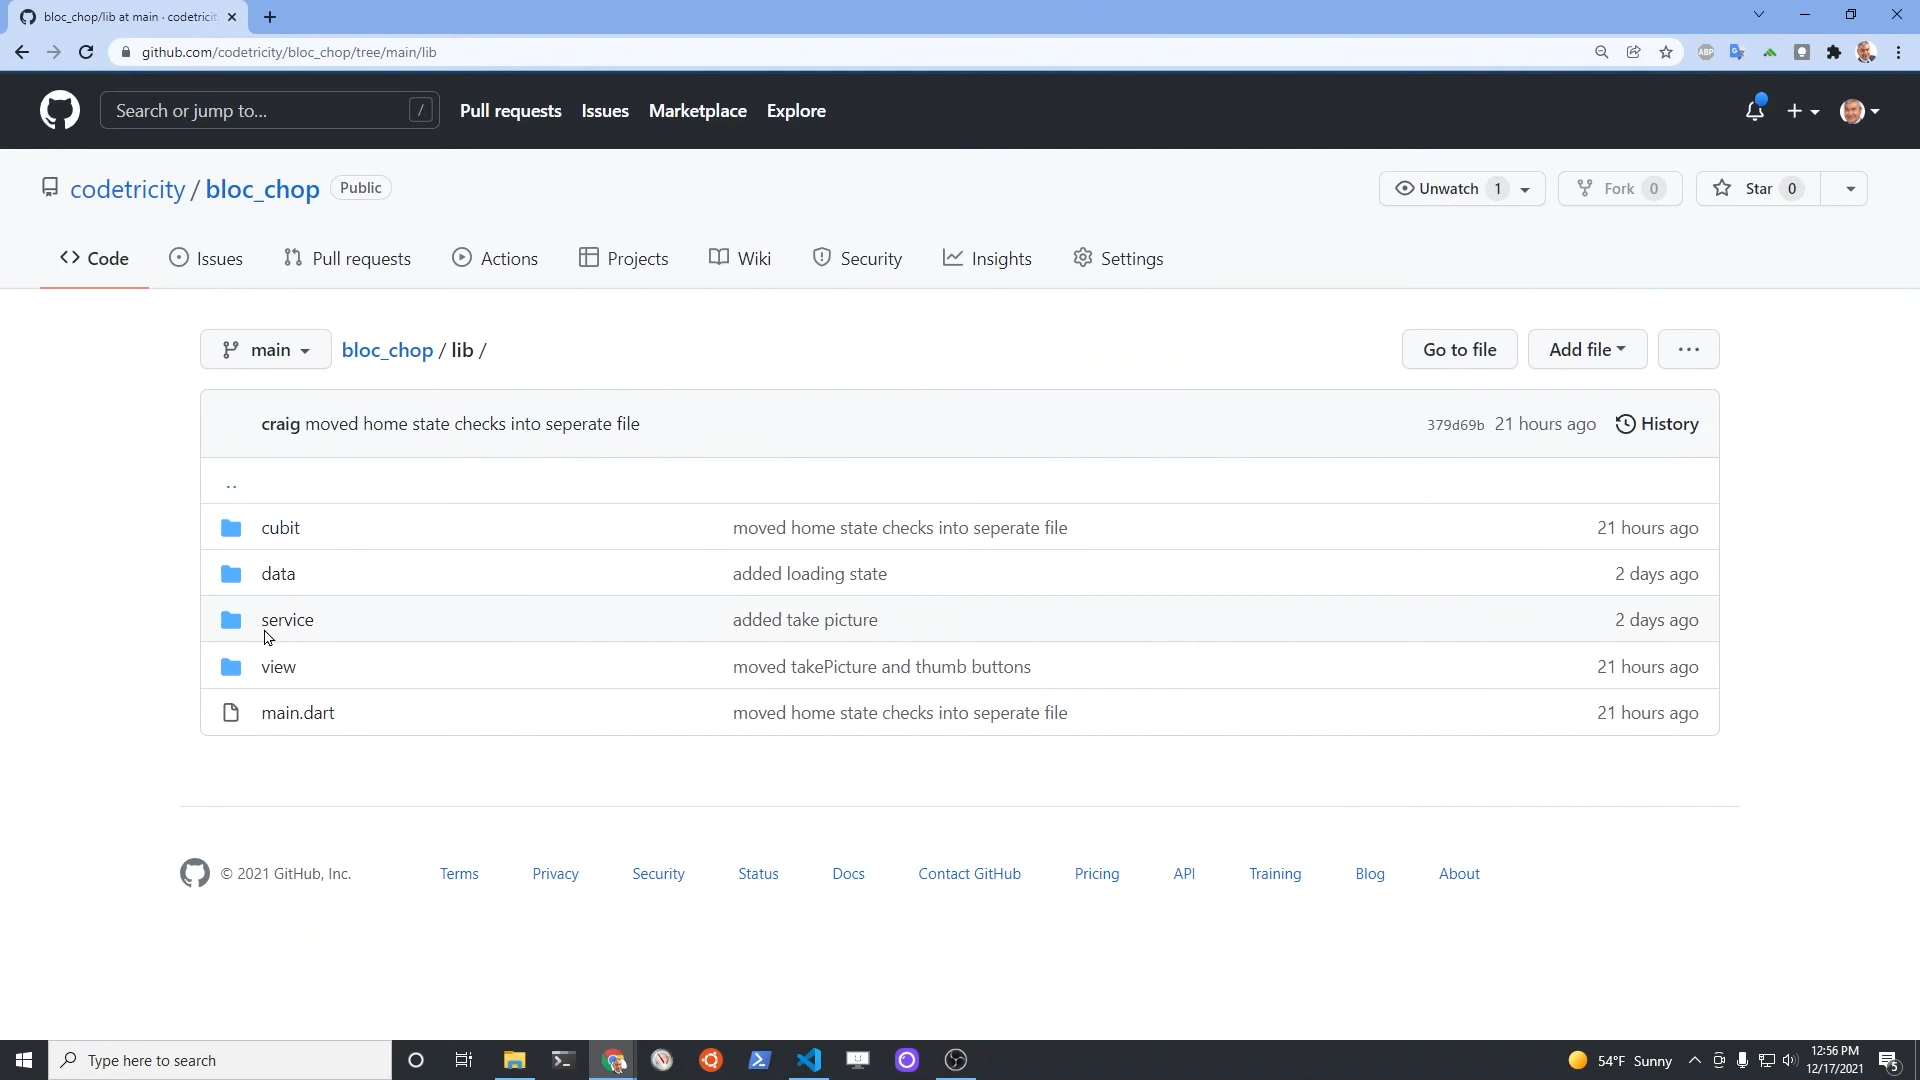 bloc_chop/lib at main · codetricit
github.com/codetricity/bloc_chop/tree/main/lib
ABP
Search or jump to...
/
Pull requests
Issues
Marketplace
Explore
codetricity / bloc_chop
Public
Unwatch 1
Fork 0
Star 0
Code
Issues
Pull requests
Actions
Projects
Wiki
Security
Insights
Settings
main
bloc_chop / lib /
Go to file
Add file
craig moved home state checks into seperate file
379d69b 21 hours ago
History
..
cubit moved home state checks into seperate file 21 hours ago
data added loading state 2 days ago
service added take picture 2 days ago
view moved takePicture and thumb buttons 21 hours ago
main.dart moved home state checks into seperate file 21 hours ago
© 2021 GitHub, Inc.
Terms
Privacy
Security
Status
Docs
Contact GitHub
Pricing
API
Training
Blog
About
Type here to search
54°F Sunny
12:56 PM
12/17/2021
5